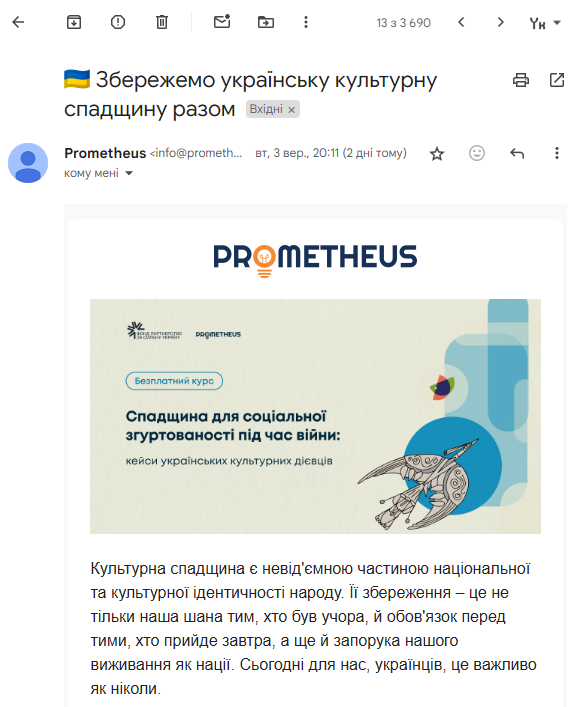 13 з 3 690
Ук
🇺🇦 Збережемо українську культурну
спадщину разом Вхідні ×
Prometheus <info@prometh... вт, 3 вер., 20:11 (2 дні тому)
кому мені
PROMETHEUS
ФОНД ПАРТНЕРСТВО
ЗА СИЛЬНУ УКРАЇНУ
PROMETHEUS
Безплатний курс
Спадщина для соціальної
згуртованості під час війни:
кейси українських культурних дієвців
Культурна спадщина є невід'ємною частиною національної
та культурної ідентичності народу. Її збереження – це не
тільки наша шана тим, хто був учора, й обов'язок перед
тими, хто прийде завтра, а ще й запорука нашого
виживання як нації. Сьогодні для нас, українців, це важливо
як ніколи.